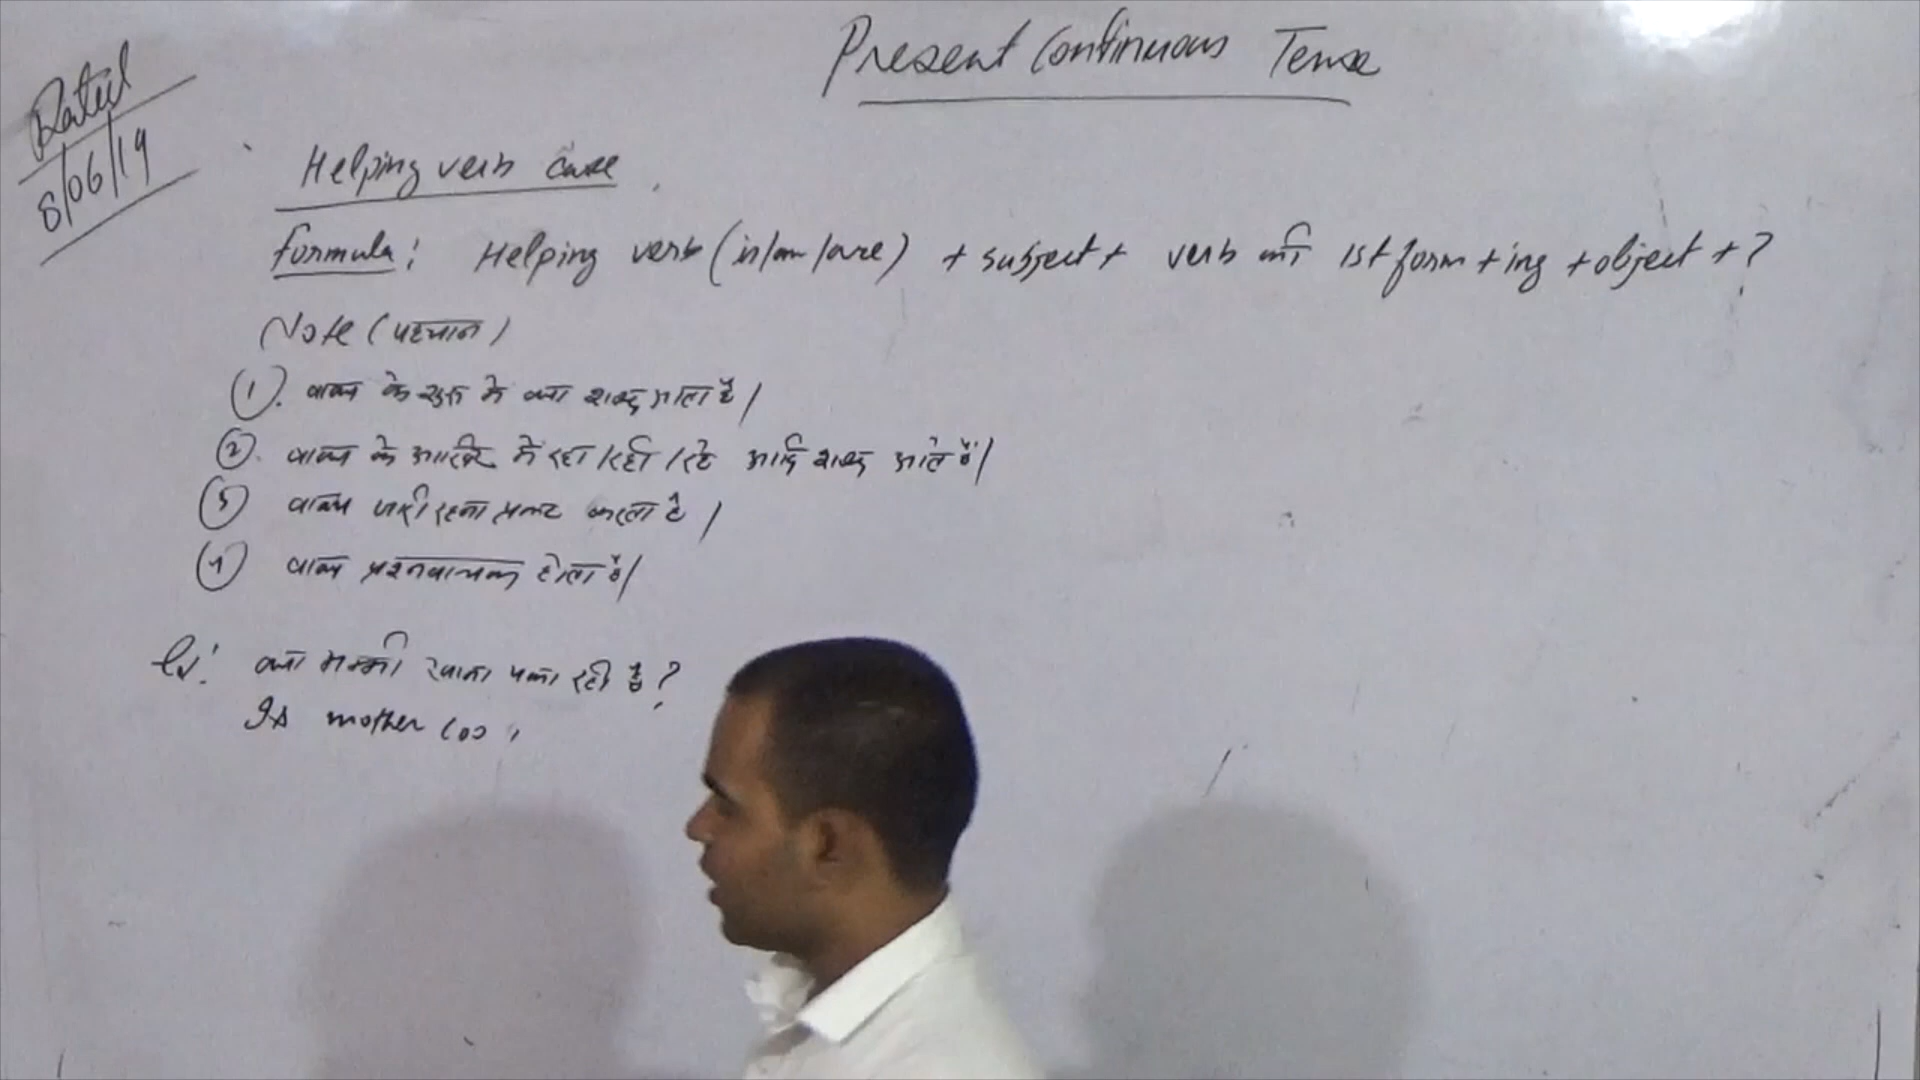 Present Continuous Tense
8/06/19
Helping verb case
Formula: Helping verb (is/am/are) + subject + verb की 1st form + ing + object + ?
Note (पहचान)
(1). वाक्य के शुरु में क्या शब्द आता है।
(2). वाक्य के आखिर में रहा/रही/रहे आदि शब्द आते हैं।
(3) वाक्य जारी रहना प्रकट करता है।
(4) वाक्य प्रश्नवाचक होता है।
Ex: क्या मम्मी खाना पका रही है?
Is mother coo